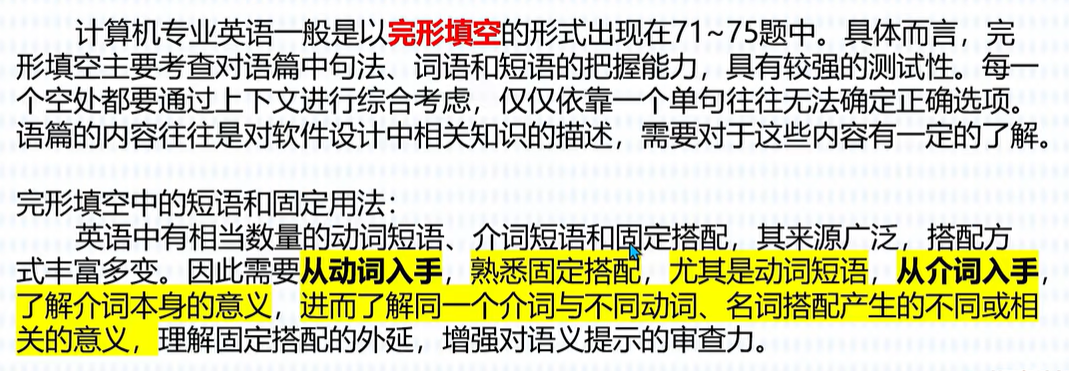 计算机专业英语一般是以完形填空的形式出现在71~75题中。具体而言，完
形填空主要考查对语篇中句法、词语和短语的把握能力，具有较强的测试性。每一
个空处都要通过上下文进行综合考虑，仅仅依靠一个单句往往无法确定正确选项。
语篇的内容往往是对软件设计中相关知识的描述，需要对于这些内容有一定的了解。
完形填空中的短语和固定用法：
英语中有相当数量的动词短语、介词短语和固定搭配，其来源广泛，搭配方
式丰富多变。因此需要从动词入手，熟悉固定搭配，尤其是动词短语，从介词入手，
了解介词本身的意义，进而了解同一个介词与不同动词、名词搭配产生的不同或相
关的意义，理解固定搭配的外延，增强对语义提示的审查力。